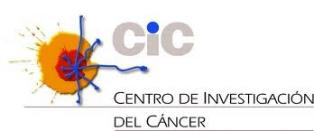 CiC
CENTRO DE INVESTIGACIÓN
DEL CÁNCER